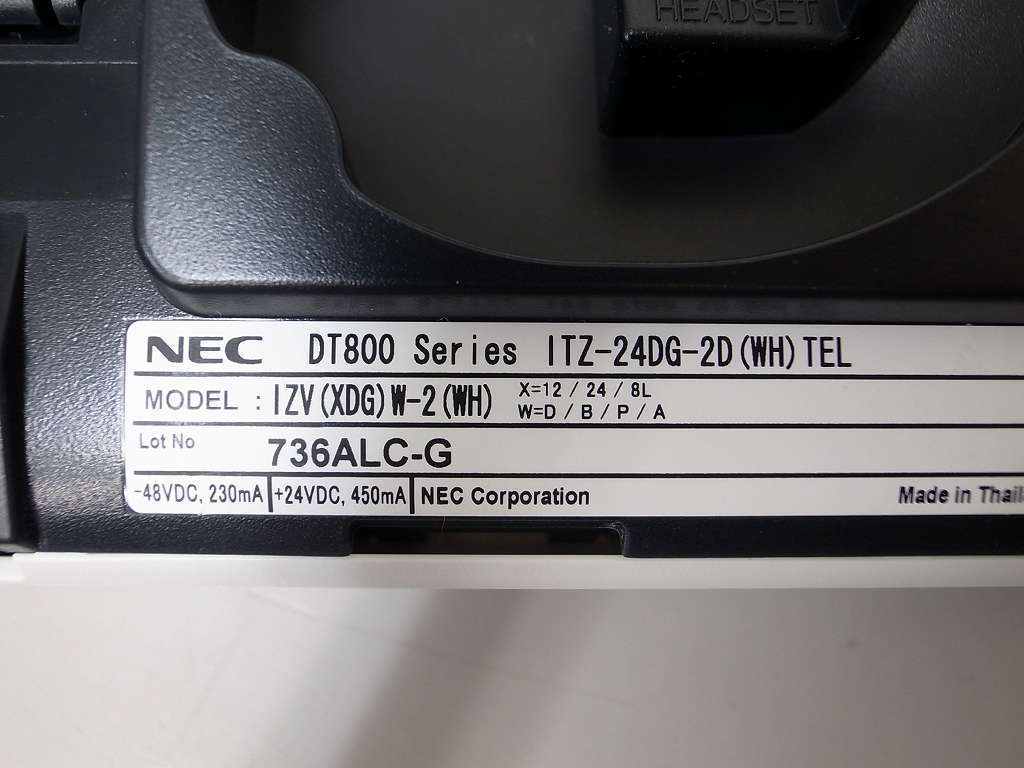 HEADSET
NEC DT800 Series ITZ-24DG-2D(WH)TEL
MODEL : IZV(XDG)W-2(WH) X=12 / 24 / 8L
W=D / B / P / A
Lot No 736ALC-G
-48VDC, 230mA +24VDC, 450mA NEC Corporation Made in Thaila